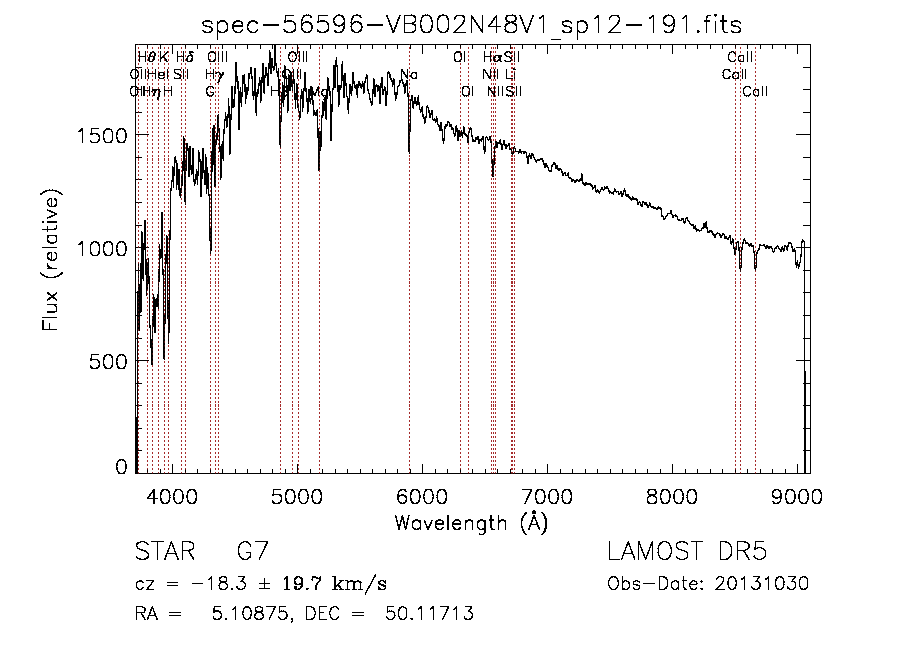 spec-56596-VB002N48V1_sp12-191.fits
Hθ K Hδ OIII OIII OI Hα SII CaII
OII HeI SII Hγ NII Li CaII
Hη H G Mg Na OI NII SII CaII
Flux (relative)
1500
1000
500
0
4000 5000 6000 7000 8000 9000
Wavelength (Å)
STAR G7 LAMOST DR5
cz = −18.3 ± 19.7 km/s Obs−Date: 20131030
RA = 5.10875, DEC = 50.11713